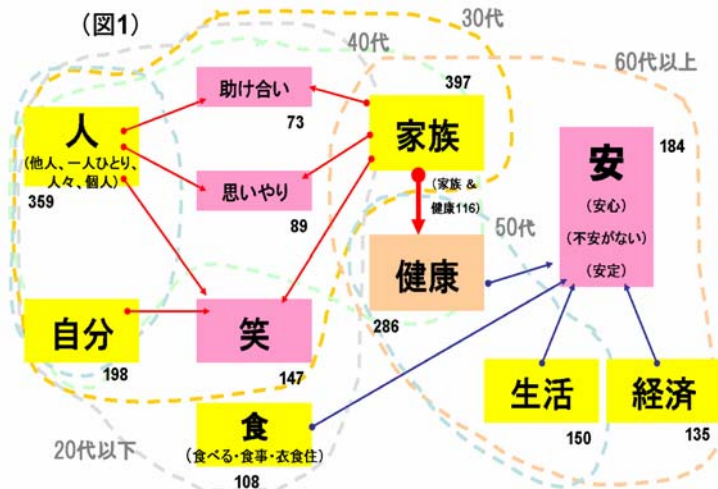 (図1)
30代
40代
60代以上
助け合い
73
397
家族
人
(他人、一人ひとり、
人々、個人)
359
184
安
(安心)
(不安がない)
(安定)
思いやり
89
(家族 &
健康116)
50代
健康
286
自分
198
笑
147
生活
150
経済
135
食
(食べる・食事・衣食住)
108
20代以下